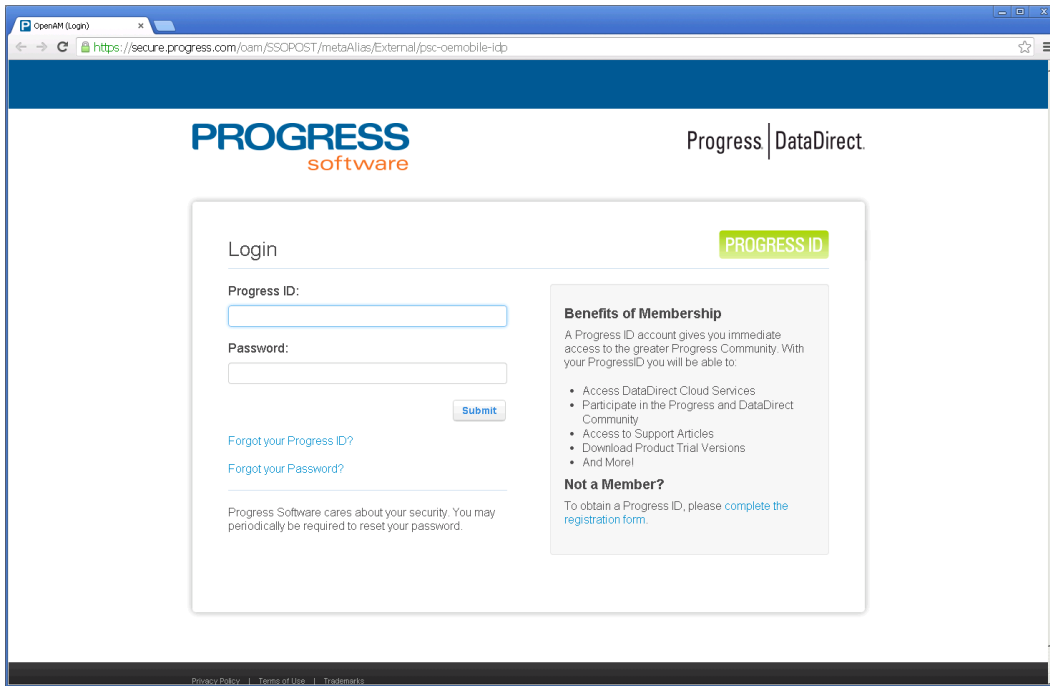 OpenAM (Login)
https://secure.progress.com/oam/SSOPOST/metaAlias/External/psc-oemobile-idp
PROGRESS
software
Progress | DataDirect.
Login
PROGRESS ID
Progress ID:
Password:
Submit
Forgot your Progress ID?
Forgot your Password?
Progress Software cares about your security. You may
periodically be required to reset your password.
Benefits of Membership
A Progress ID account gives you immediate
access to the greater Progress Community. With
your ProgressID you will be able to:
• Access DataDirect Cloud Services
• Participate in the Progress and DataDirect
Community
• Access to Support Articles
• Download Product Trial Versions
• And More!
Not a Member?
To obtain a Progress ID, please complete the
registration form.
Privacy Policy | Terms of Use | Trademarks